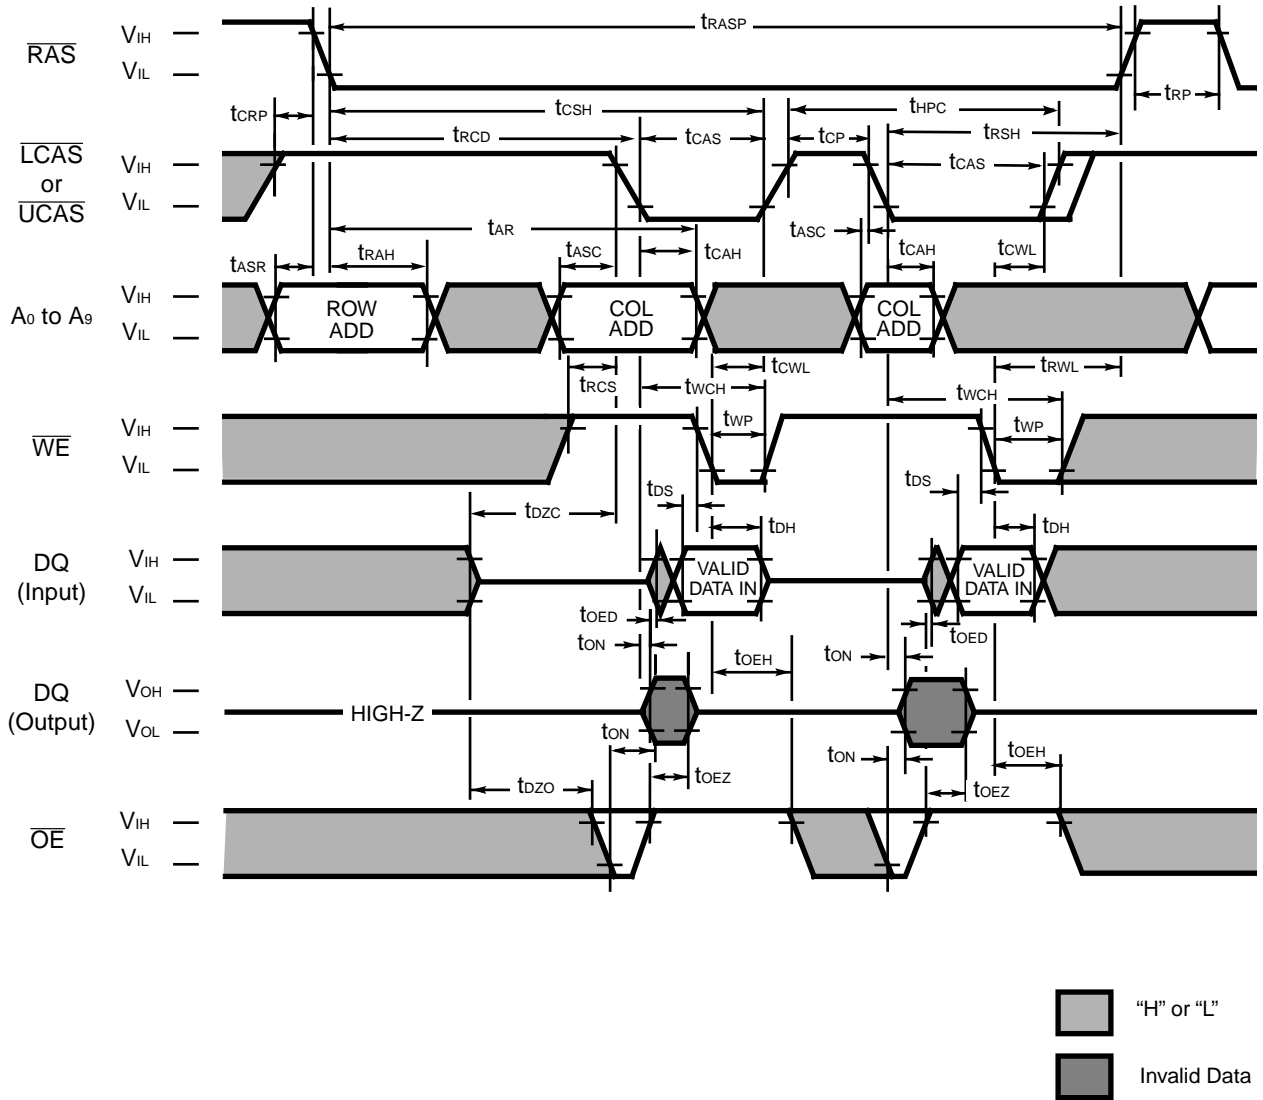 tRASP
RAS
VIH
VIL
tRP
tCRP
tCSH
tHPC
tRCD
tCAS
tCP
tRSH
LCAS
or
UCAS
VIH
VIL
tCAS
tAR
tASR
tRAH
tASC
tCAH
tASC
tCAH
tCWL
A0 to A9
VIH
VIL
ROW
ADD
COL
ADD
COL
ADD
tRCS
tCWL
tRWL
tWCH
tWCH
WE
VIH
VIL
tWP
tWP
tDZC
tDS
tDH
tDS
tDH
DQ
(Input)
VIH
VIL
VALID
DATA IN
VALID
DATA IN
tOED
tOED
tON
tOEH
tON
DQ
(Output)
VOH
VOL
HIGH-Z
tON
tOEZ
tON
tOEH
tOEZ
tDZO
OE
VIH
VIL
“H” or “L”
Invalid Data